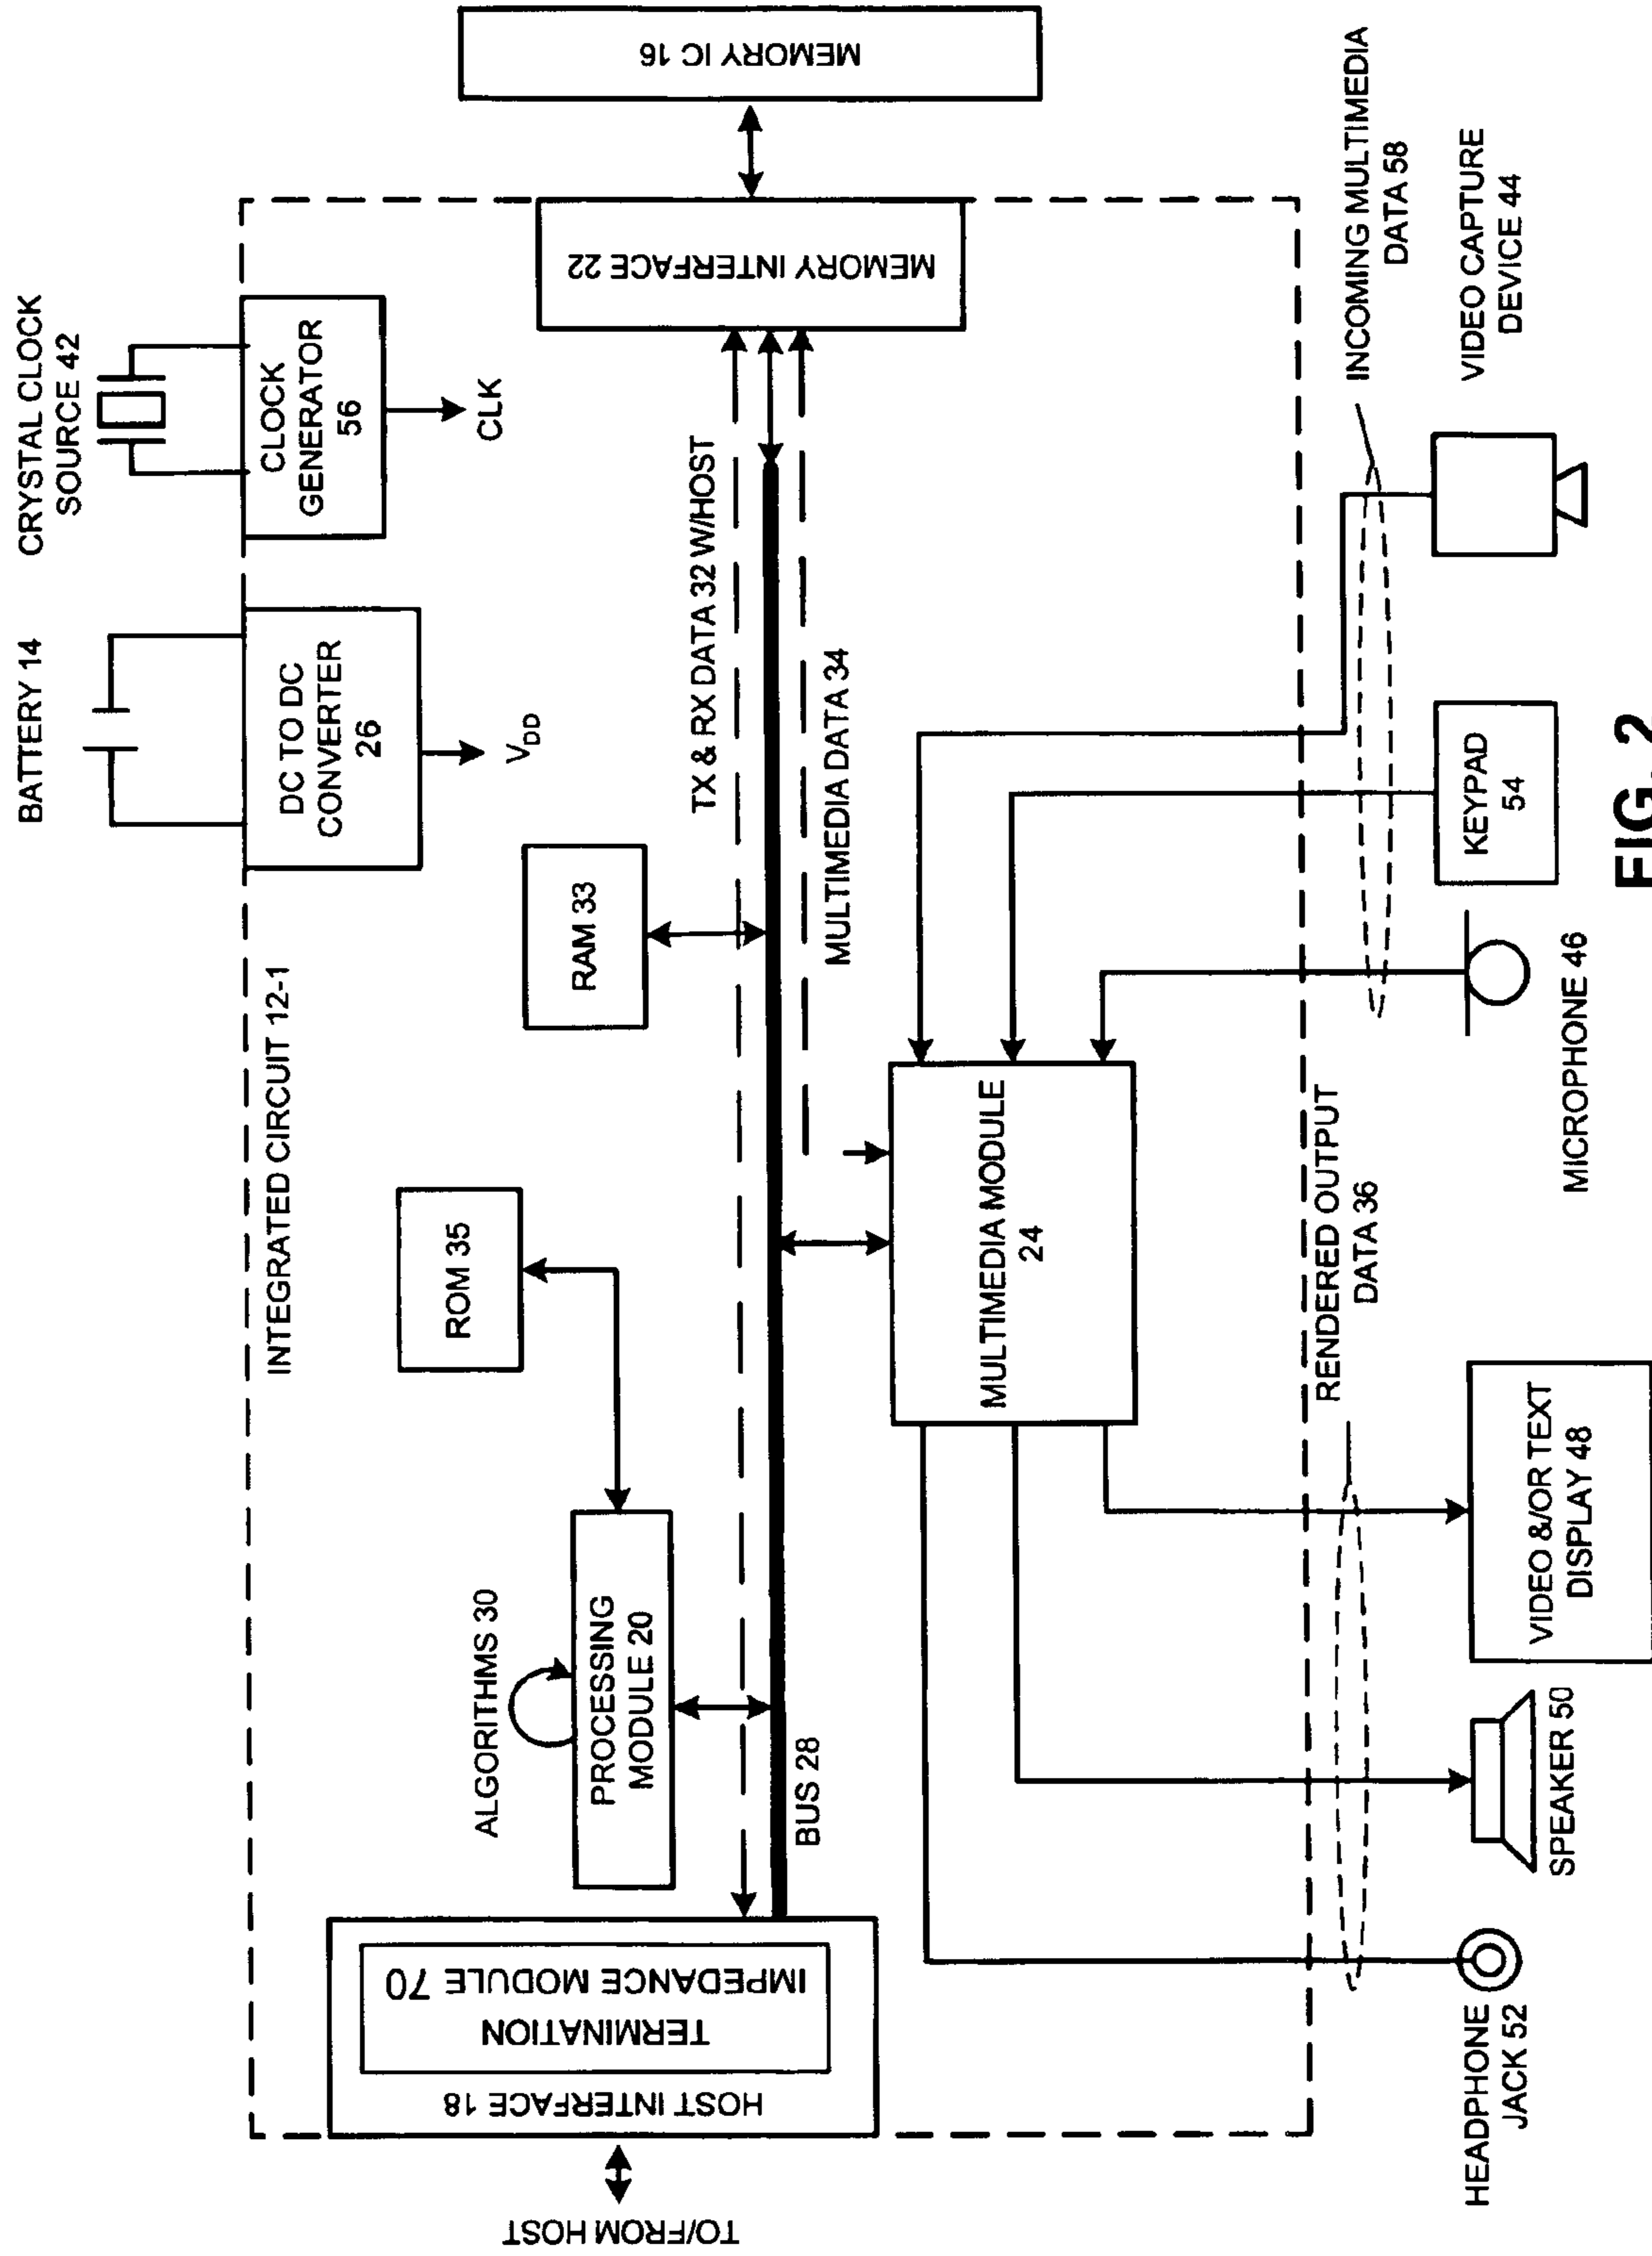 BATTERY 14
CRYSTAL CLOCK
SOURCE 42
INTEGRATED CIRCUIT 12-1
DC TO DC
CONVERTER
26
CLOCK
GENERATOR
56
VDD
CLK
ALGORITHMS 30
PROCESSING
MODULE 20
ROM 35
RAM 33
TO/FROM HOST
HOST INTERFACE 18
TERMINATION
IMPEDANCE MODULE 70
TX & RX DATA 32 W/HOST
BUS 28
MULTIMEDIA DATA 34
MEMORY INTERFACE 22
MEMORY IC 16
MULTIMEDIA MODULE
24
RENDERED OUTPUT
DATA 36
INCOMING MULTIMEDIA
DATA 58
HEADPHONE
JACK 52
SPEAKER 50
VIDEO &/OR TEXT
DISPLAY 48
MICROPHONE 46
KEYPAD
54
VIDEO CAPTURE
DEVICE 44
FIG. 2